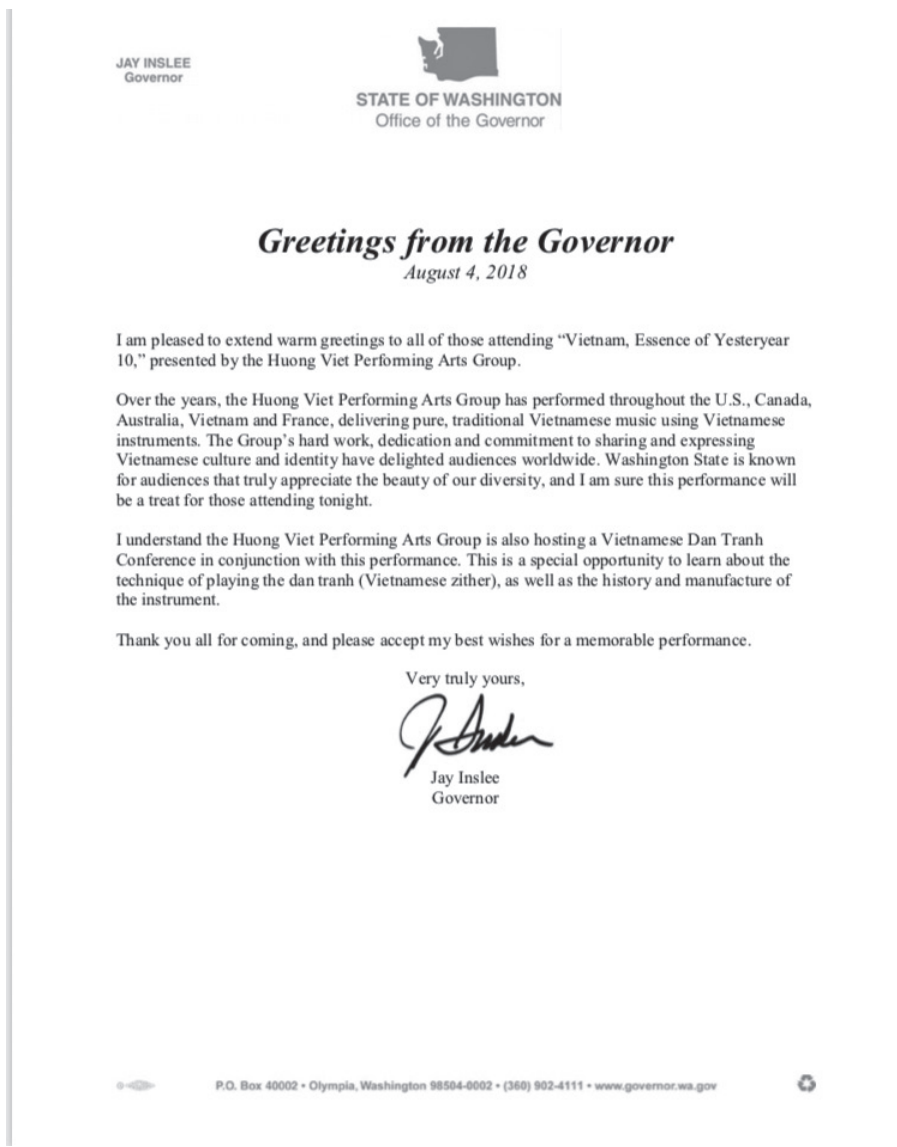 JAY INSLEE
Governor
STATE OF WASHINGTON
Office of the Governor
Greetings from the Governor
August 4, 2018
I am pleased to extend warm greetings to all of those attending “Vietnam, Essence of Yesteryear
10,” presented by the Huong Viet Performing Arts Group.
Over the years, the Huong Viet Performing Arts Group has performed throughout the U.S., Canada,
Australia, Vietnam and France, delivering pure, traditional Vietnamese music using Vietnamese
instruments. The Group’s hard work, dedication and commitment to sharing and expressing
Vietnamese culture and identity have delighted audiences worldwide. Washington State is known
for audiences that truly appreciate the beauty of our diversity, and I am sure this performance will
be a treat for those attending tonight.
I understand the Huong Viet Performing Arts Group is also hosting a Vietnamese Dan Tranh
Conference in conjunction with this performance. This is a special opportunity to learn about the
technique of playing the dan tranh (Vietnamese zither), as well as the history and manufacture of
the instrument.
Thank you all for coming, and please accept my best wishes for a memorable performance.
Very truly yours,
Jay Inslee
Governor
P.O. Box 40002 • Olympia, Washington 98504-0002 • (360) 902-4111 • www.governor.wa.gov